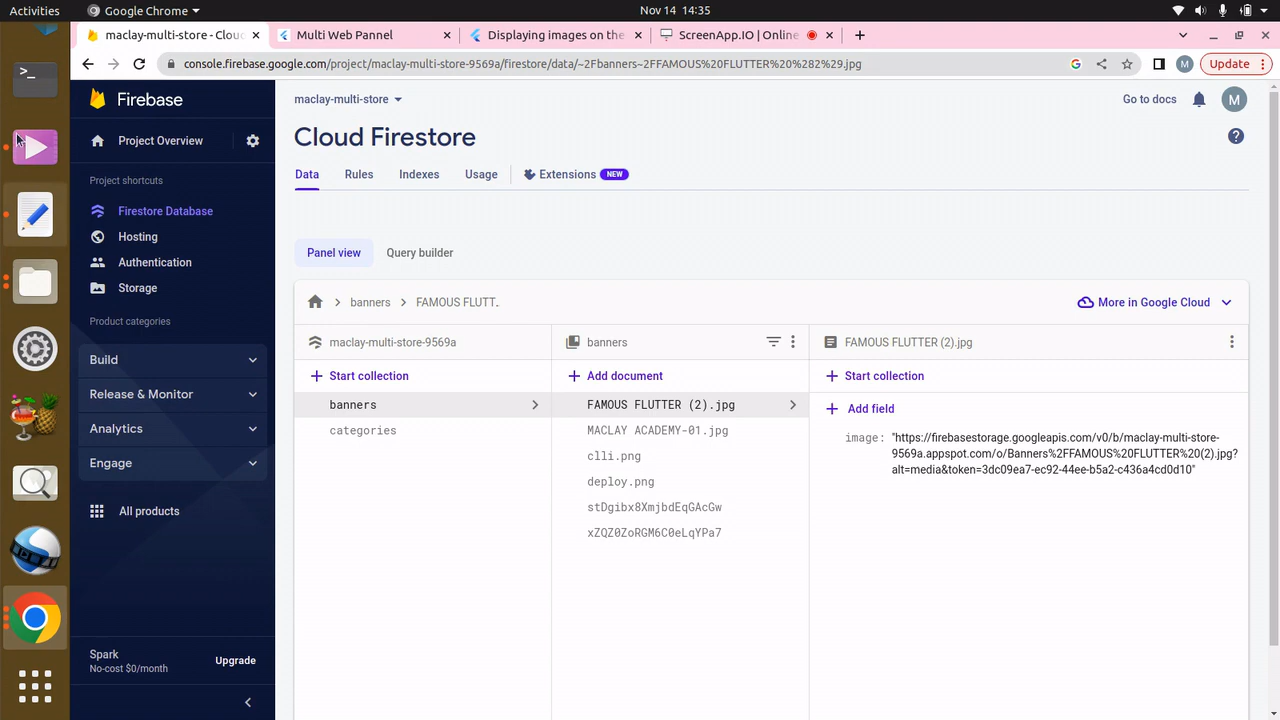 Activities
Google Chrome
Nov 14 14:35
maclay-multi-store - Clou
Multi Web Pannel
Displaying images on the
ScreenApp.IO | Online
console.firebase.google.com/project/maclay-multi-store-9569a/firestore/data/~2Fbanners~2FFAMOUS%20FLUTTER%20%282%29.jpg
M
Update
Firebase
Project Overview
Project shortcuts
Firestore Database
Hosting
Authentication
Storage
Product categories
Build
Release & Monitor
Analytics
Engage
All products
Spark
No-cost $0/month
Upgrade
maclay-multi-store
Go to docs
M
Cloud Firestore
Data
Rules
Indexes
Usage
Extensions
NEW
Panel view
Query builder
banners
FAMOUS FLUTT.
More in Google Cloud
maclay-multi-store-9569a
Start collection
banners
categories
banners
Add document
FAMOUS FLUTTER (2).jpg
MACLAY ACADEMY-01.jpg
clli.png
deploy.png
stDgibx8XmjbdEqGAcGw
xZQZ0ZoRGM6C0eLqYPa7
FAMOUS FLUTTER (2).jpg
Start collection
Add field
image: "https://firebasestorage.googleapis.com/v0/b/maclay-multi-store-
9569a.appspot.com/o/Banners%2FFAMOUS%20FLUTTER%20(2).jpg?
alt=media&token=3dc09ea7-ec92-44ee-b5a2-c436a4cd0d10"